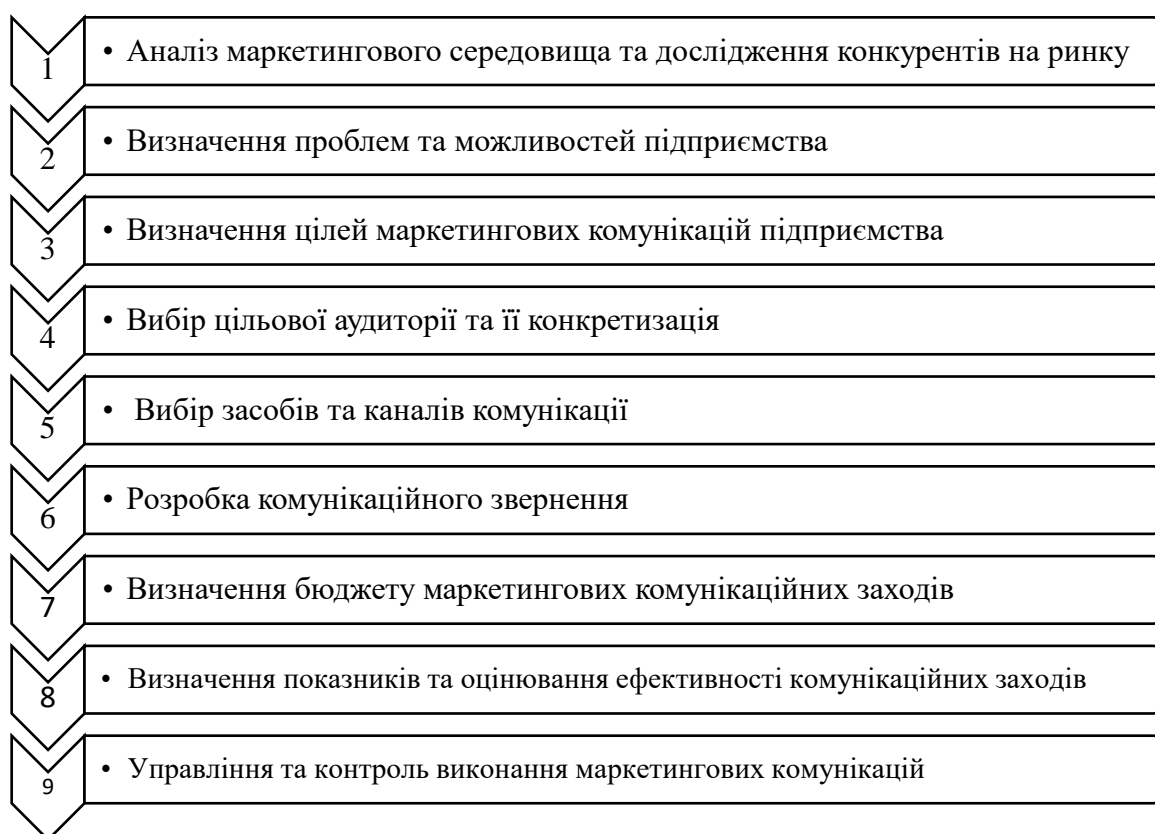 1 • Аналіз маркетингового середовища та дослідження конкурентів на ринку
2 • Визначення проблем та можливостей підприємства
3 • Визначення цілей маркетингових комунікацій підприємства
4 • Вибір цільової аудиторії та її конкретизація
5 • Вибір засобів та каналів комунікації
6 • Розробка комунікаційного звернення
7 • Визначення бюджету маркетингових комунікаційних заходів
8 • Визначення показників та оцінювання ефективності комунікаційних заходів
9 • Управління та контроль виконання маркетингових комунікацій